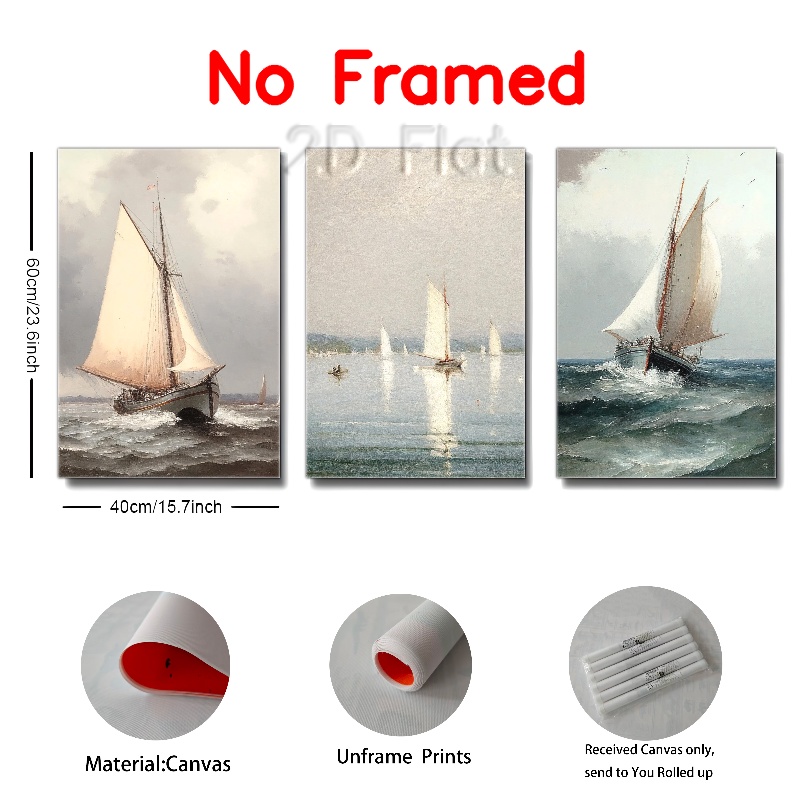 No Framed
2D Flat
60cm/23.6inch
40cm/15.7inch
Material:Canvas
Unframe Prints
Received Canvas only,
send to You Rolled up